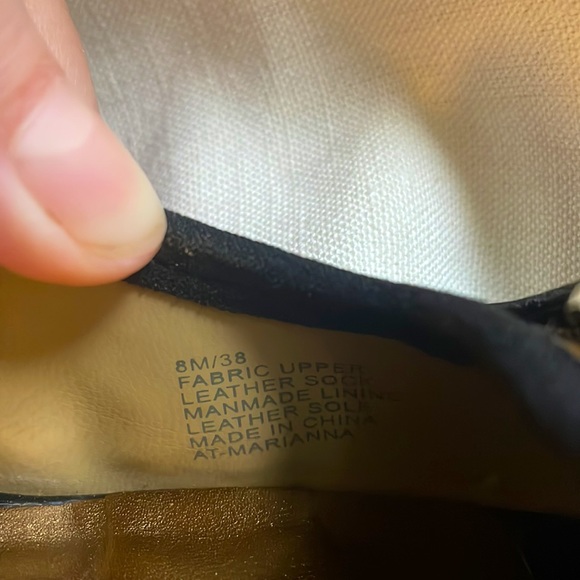 8M/38
FABRIC UPPER
LEATHER SOCK
MANMADE LINING
LEATHER SOLE
MADE IN CHINA
AT-MARIANNA